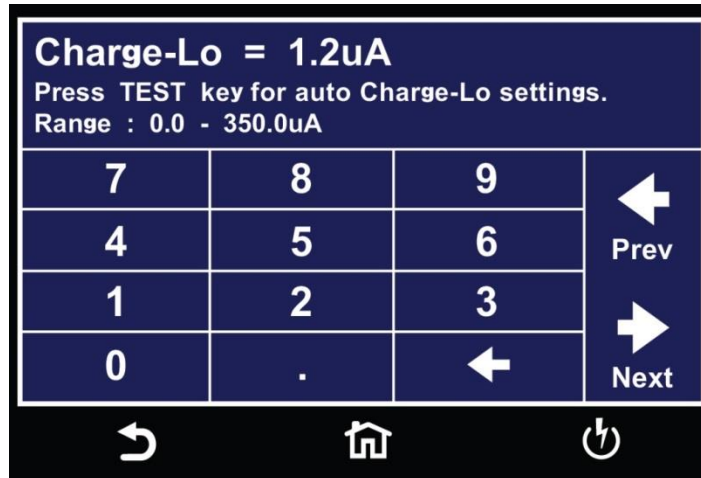 Charge-Lo = 1.2uA
Press TEST key for auto Charge-Lo settings.
Range : 0.0 - 350.0uA
7 8 9
4 5 6
Prev
1 2 3
0 .
Next